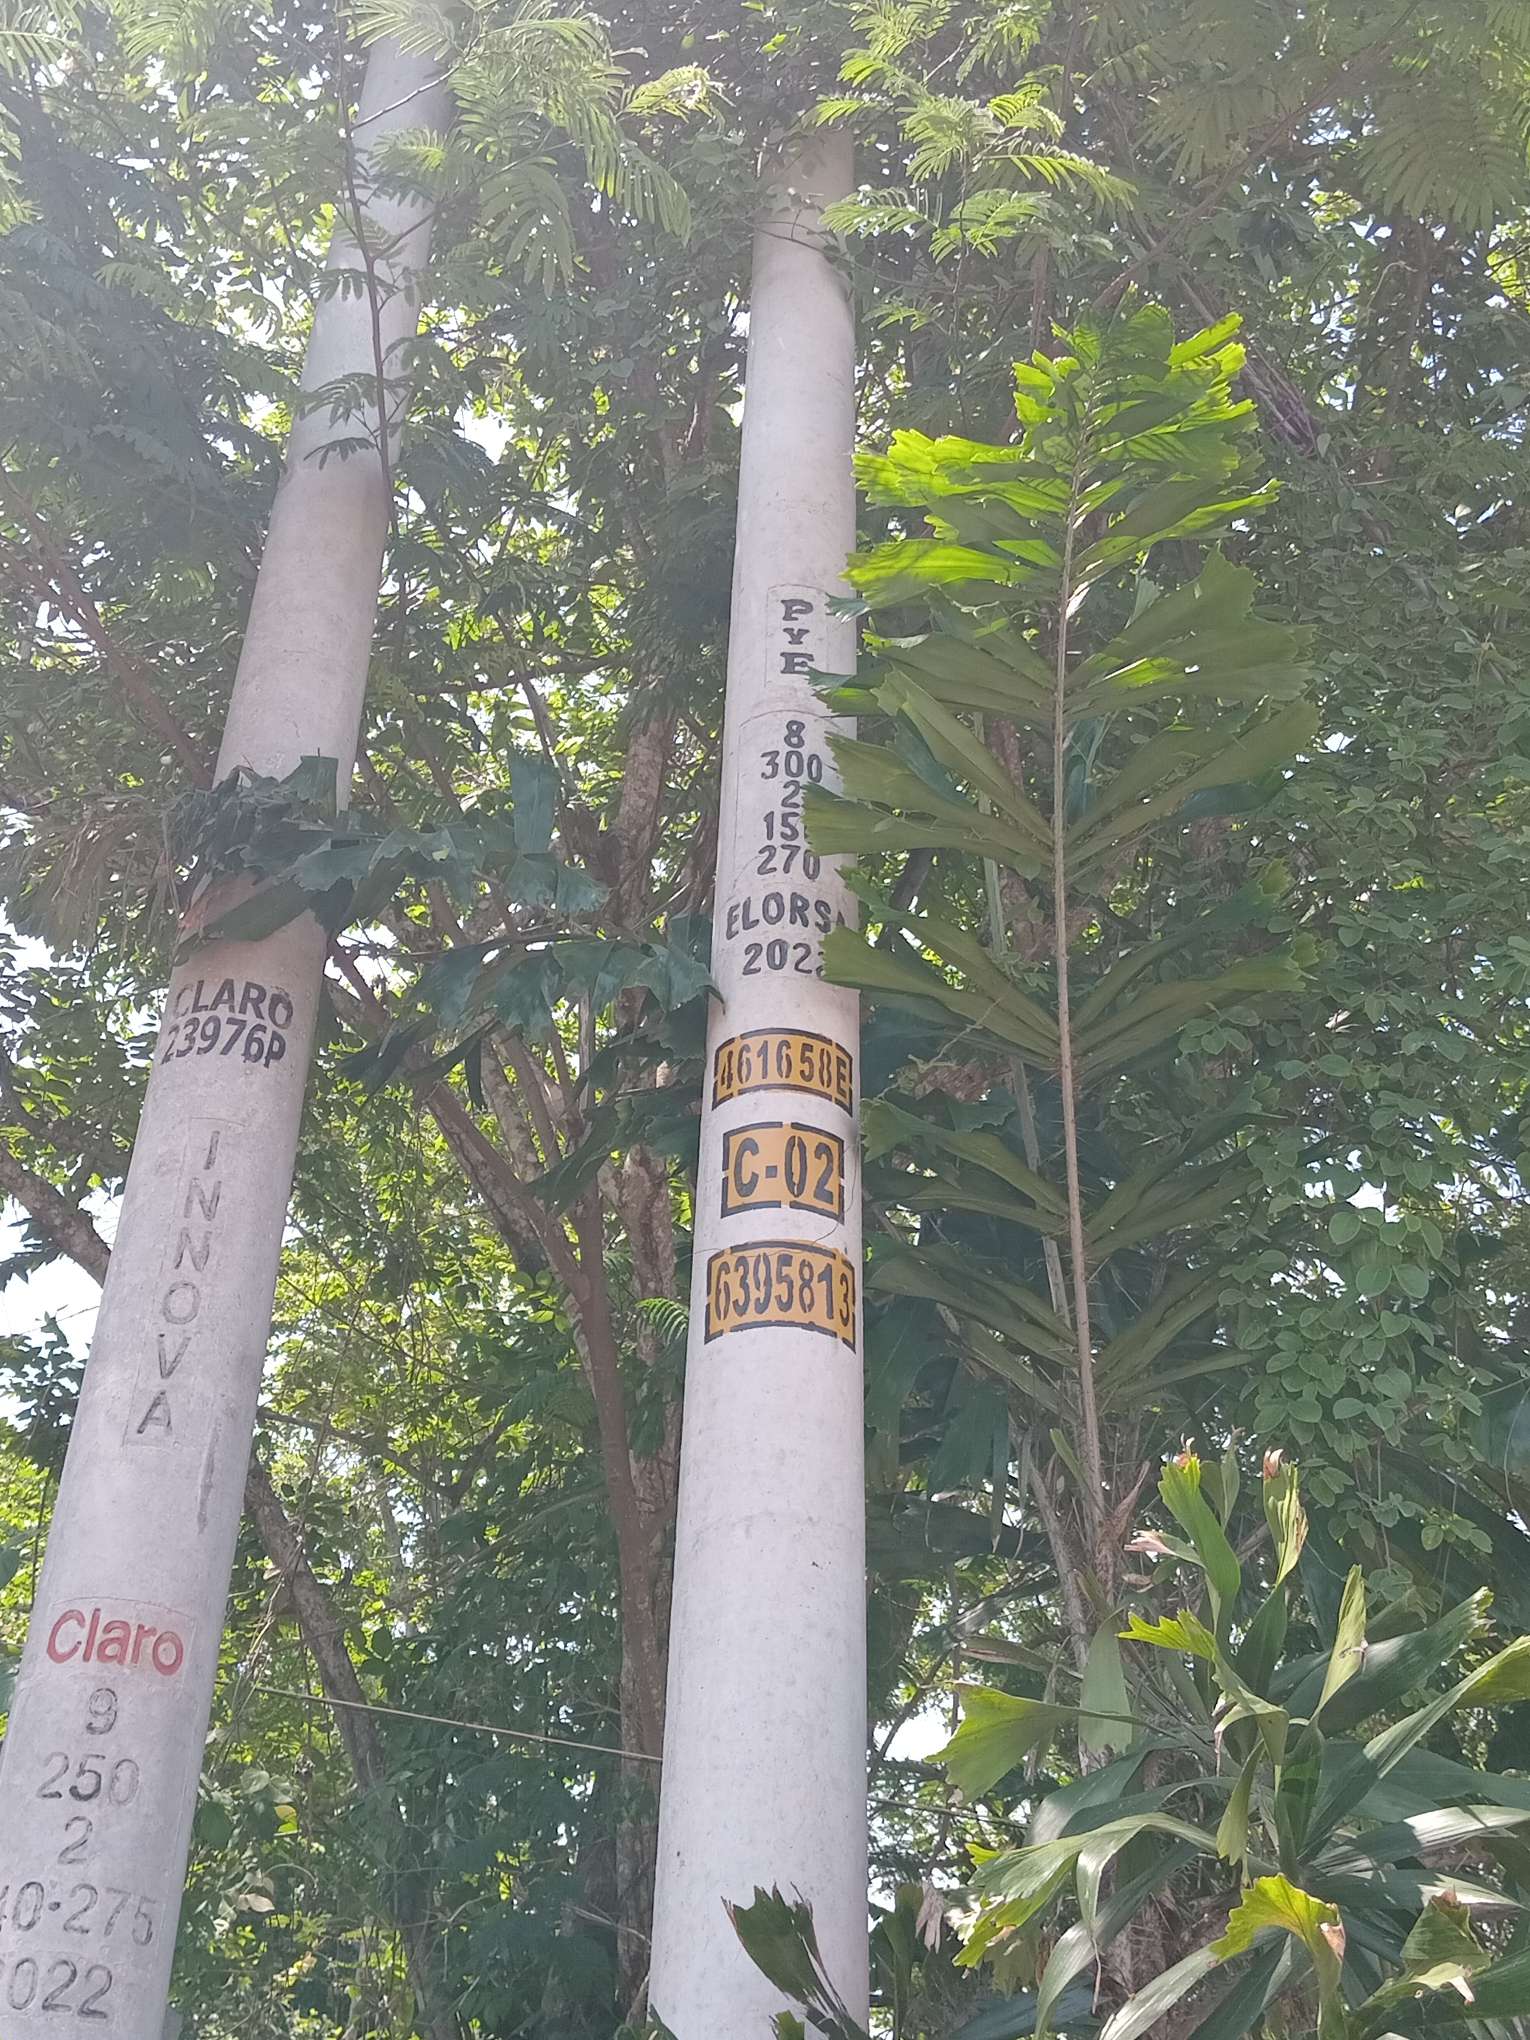 CLARO
23976P
INNOVA
Claro
9
250
2
PYE
8
300
2
270
461658E
C-02
6395813